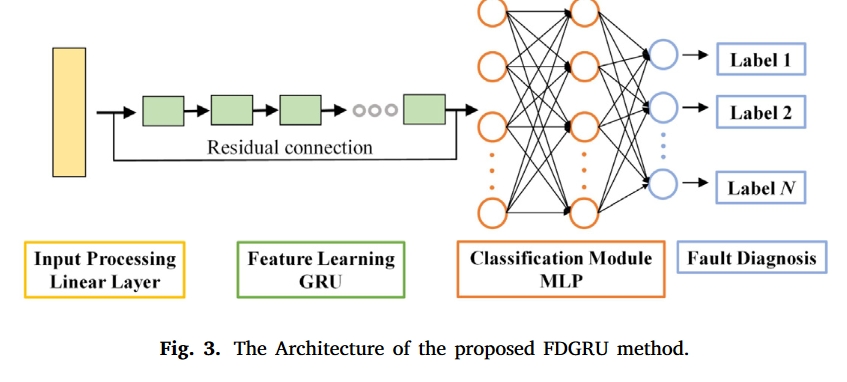 Label 1
Label 2
Label N
Residual connection
Input Processing
Linear Layer
Feature Learning
GRU
Classification Module
MLP
Fault Diagnosis
Fig. 3. The Architecture of the proposed FDGRU method.